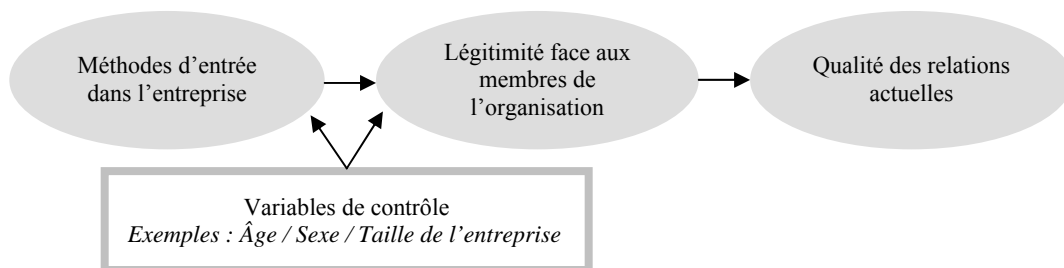 Méthodes d’entrée
dans l’entreprise
Légitimité face aux
membres de
l’organisation
Qualité des relations
actuelles
Variables de contrôle
Exemples : Âge / Sexe / Taille de l’entreprise